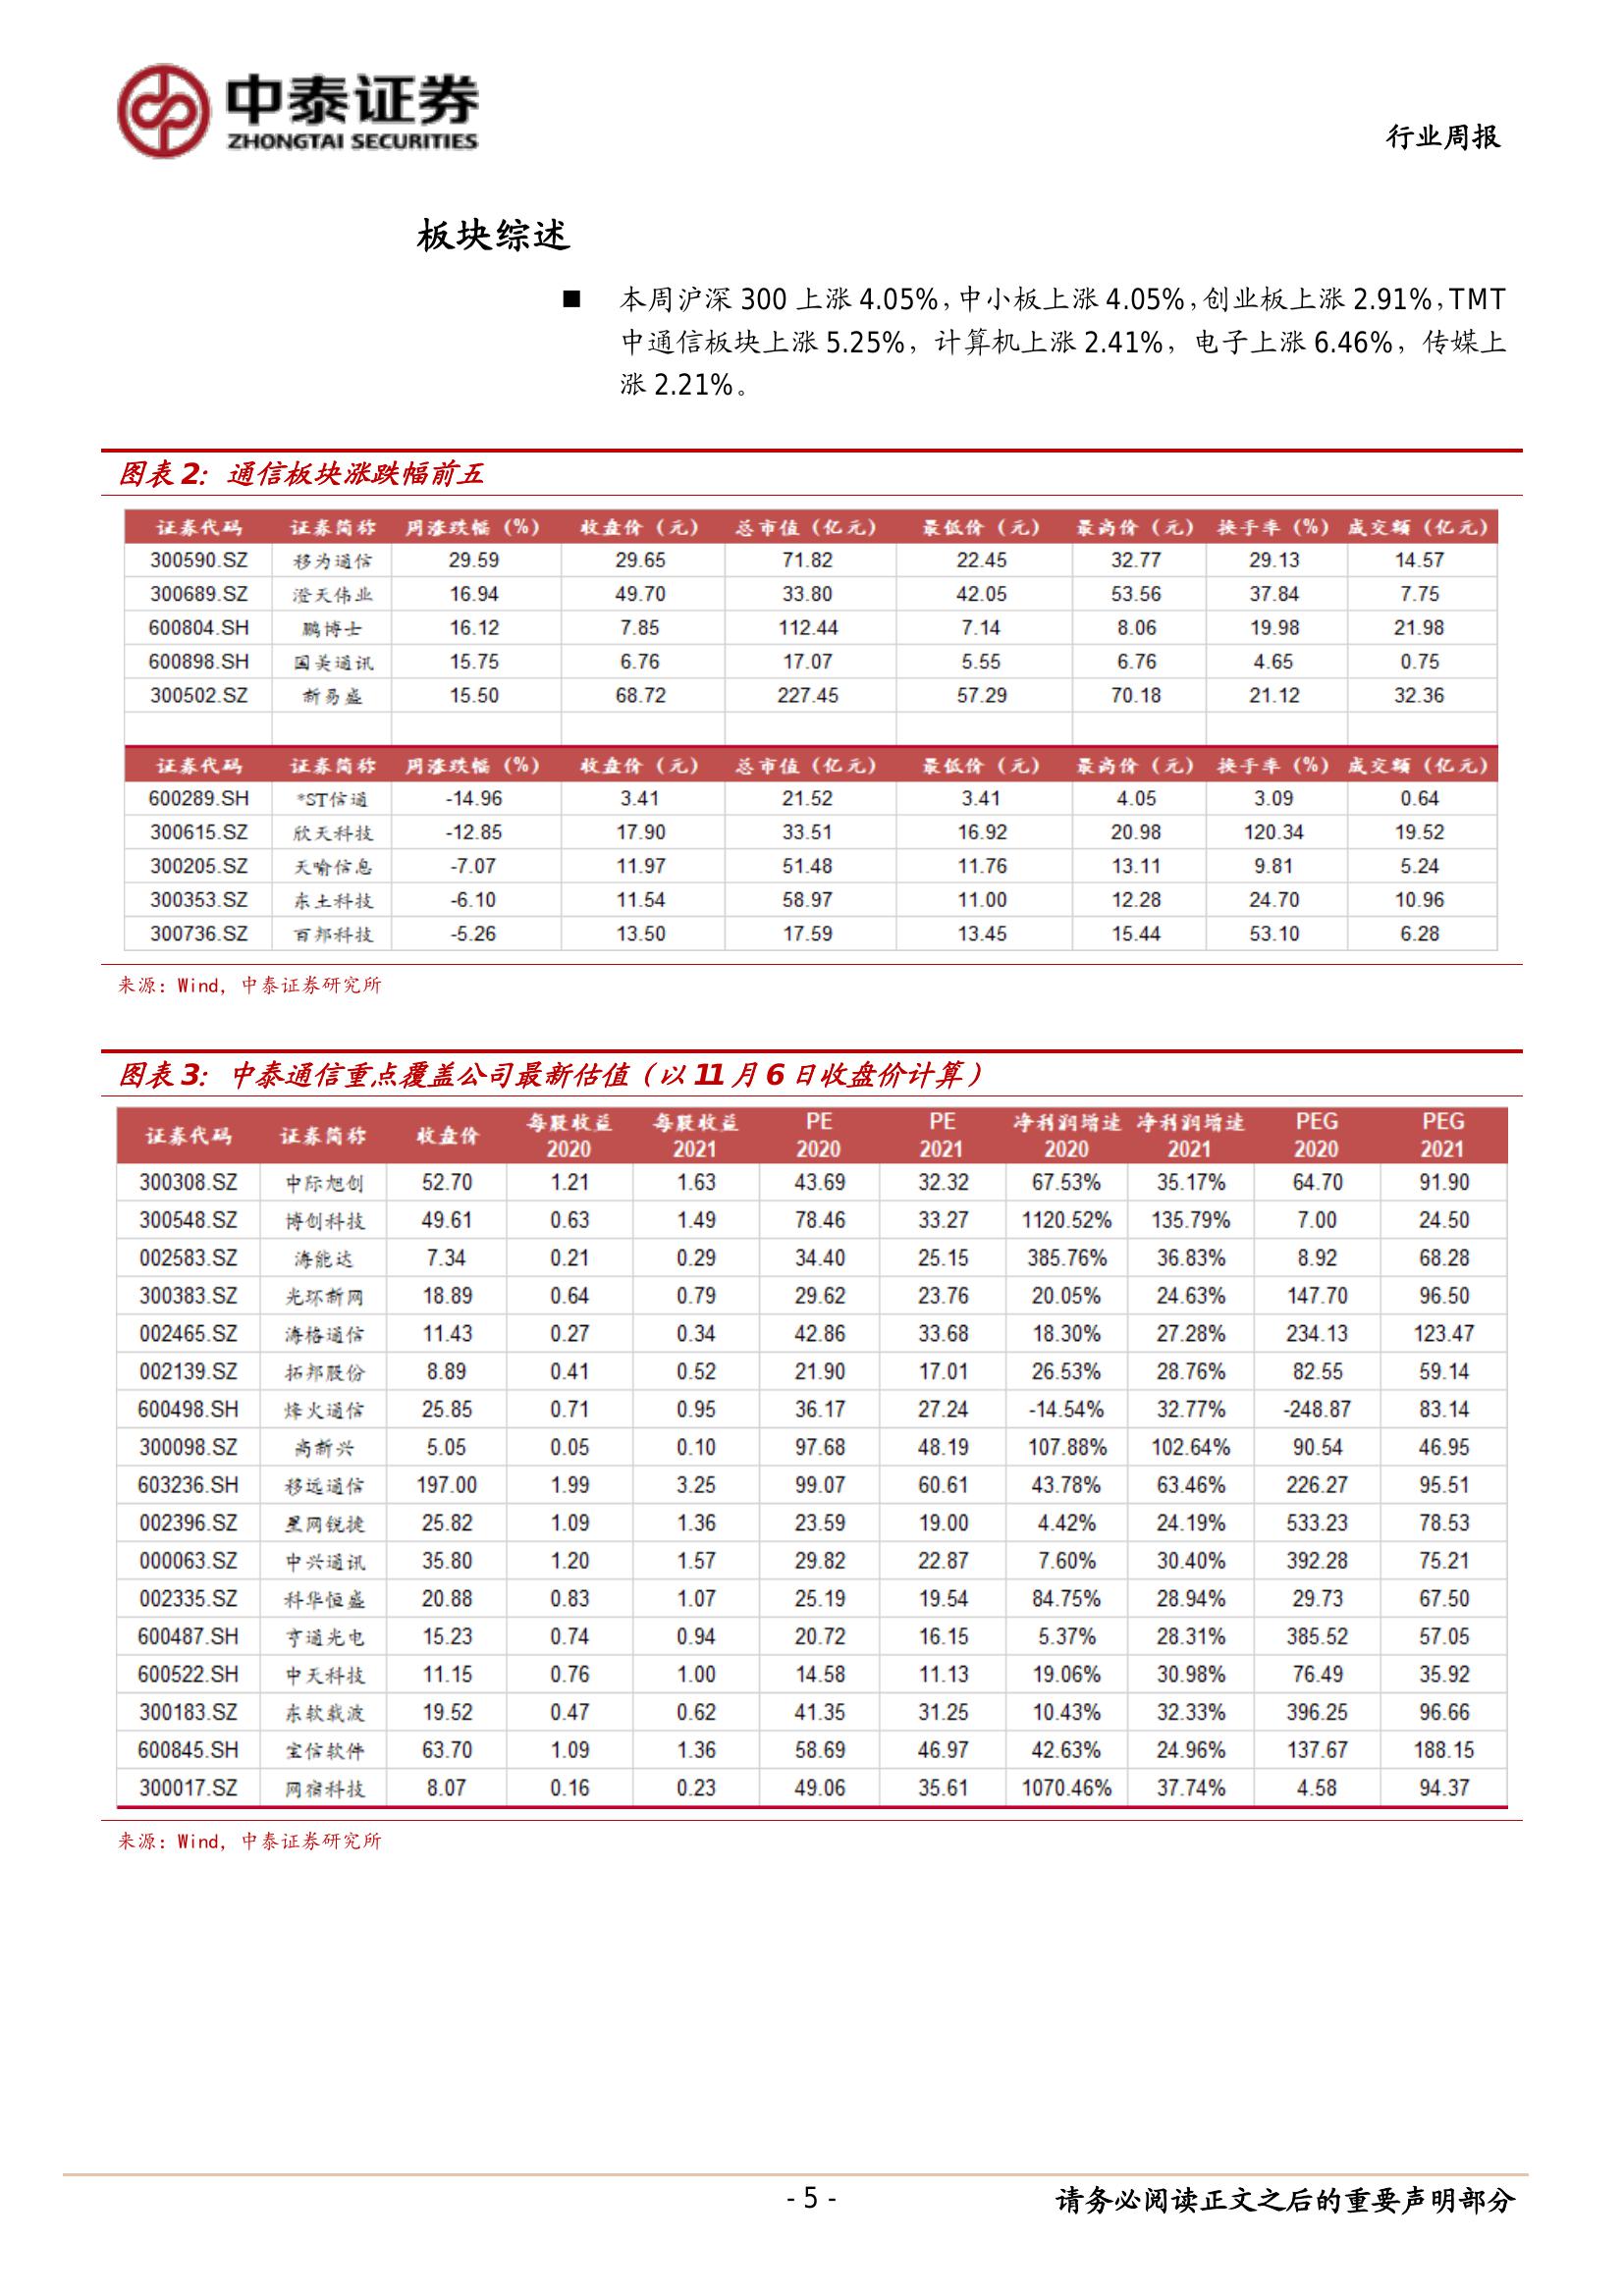 中泰证券
ZHONGTAI SECURITIES
行业周报
板块综述
■ 本周沪深 300 上涨 4.05%，中小板上涨 4.05%，创业板上涨 2.91%，TMT
中通信板块上涨 5.25%，计算机上涨 2.41%，电子上涨 6.46%，传媒上
涨 2.21%。
图表 2：通信板块涨跌幅前五
证券代码 证券简称 周涨跌幅（%） 收盘价（元） 总市值（亿元） 最低价（元） 最高价（元） 换手率（%） 成交额（亿元）
300590.SZ 移为通信 29.59 29.65 71.82 22.45 32.77 29.13 14.57
300689.SZ 澄天伟业 16.94 49.70 33.80 42.05 53.56 37.84 7.75
600804.SH 鹏博士 16.12 7.85 112.44 7.14 8.06 19.98 21.98
600898.SH 国美通讯 15.75 6.76 17.07 5.55 6.76 4.65 0.75
300502.SZ 新易盛 15.50 68.72 227.45 57.29 70.18 21.12 32.36
证券代码 证券简称 周涨跌幅（%） 收盘价（元） 总市值（亿元） 最低价（元） 最高价（元） 换手率（%） 成交额（亿元）
600289.SH *ST信通 -14.96 3.41 21.52 3.41 4.05 3.09 0.64
300615.SZ 欣天科技 -12.85 17.90 33.51 16.92 20.98 120.34 19.52
300205.SZ 天喻信息 -7.07 11.97 51.48 11.76 13.11 9.81 5.24
300353.SZ 东土科技 -6.10 11.54 58.97 11.00 12.28 24.70 10.96
300736.SZ 百邦科技 -5.26 13.50 17.59 13.45 15.44 53.10 6.28
来源：Wind，中泰证券研究所
图表 3：中泰通信重点覆盖公司最新估值（以 11 月 6 日收盘价计算）
证券代码 证券简称 收盘价 每股收益 每股收益 PE PE 净利润增速 净利润增速 PEG PEG
2020 2021 2020 2021 2020 2021 2020 2021
300308.SZ 中际旭创 52.70 1.21 1.63 43.69 32.32 67.53% 35.17% 64.70 91.90
300548.SZ 博创科技 49.61 0.63 1.49 78.46 33.27 1120.52% 135.79% 7.00 24.50
002583.SZ 海能达 7.34 0.21 0.29 34.40 25.15 385.76% 36.83% 8.92 68.28
300383.SZ 光环新网 18.89 0.64 0.79 29.62 23.76 20.05% 24.63% 147.70 96.50
002465.SZ 海格通信 11.43 0.27 0.34 42.86 33.68 18.30% 27.28% 234.13 123.47
002139.SZ 拓邦股份 8.89 0.41 0.52 21.90 17.01 26.53% 28.76% 82.55 59.14
600498.SH 烽火通信 25.85 0.71 0.95 36.17 27.24 -14.54% 32.77% -248.87 83.14
300098.SZ 高新兴 5.05 0.05 0.10 97.68 48.19 107.88% 102.64% 90.54 46.95
603236.SH 移远通信 197.00 1.99 3.25 99.07 60.61 43.78% 63.46% 226.27 95.51
002396.SZ 星网锐捷 25.82 1.09 1.36 23.59 19.00 4.42% 24.19% 533.23 78.53
000063.SZ 中兴通讯 35.80 1.20 1.57 29.82 22.87 7.60% 30.40% 392.28 75.21
002335.SZ 科华恒盛 20.88 0.83 1.07 25.19 19.54 84.75% 28.94% 29.73 67.50
600487.SH 亨通光电 15.23 0.74 0.94 20.72 16.15 5.37% 28.31% 385.52 57.05
600522.SH 中天科技 11.15 0.76 1.00 14.58 11.13 19.06% 30.98% 76.49 35.92
300183.SZ 东软载波 19.52 0.47 0.62 41.35 31.25 10.43% 32.33% 396.25 96.66
600845.SH 宝信软件 63.70 1.09 1.36 58.69 46.97 42.63% 24.96% 137.67 188.15
300017.SZ 网宿科技 8.07 0.16 0.23 49.06 35.61 1070.46% 37.74% 4.58 94.37
来源：Wind，中泰证券研究所
- 5 - 请务必阅读正文之后的重要声明部分